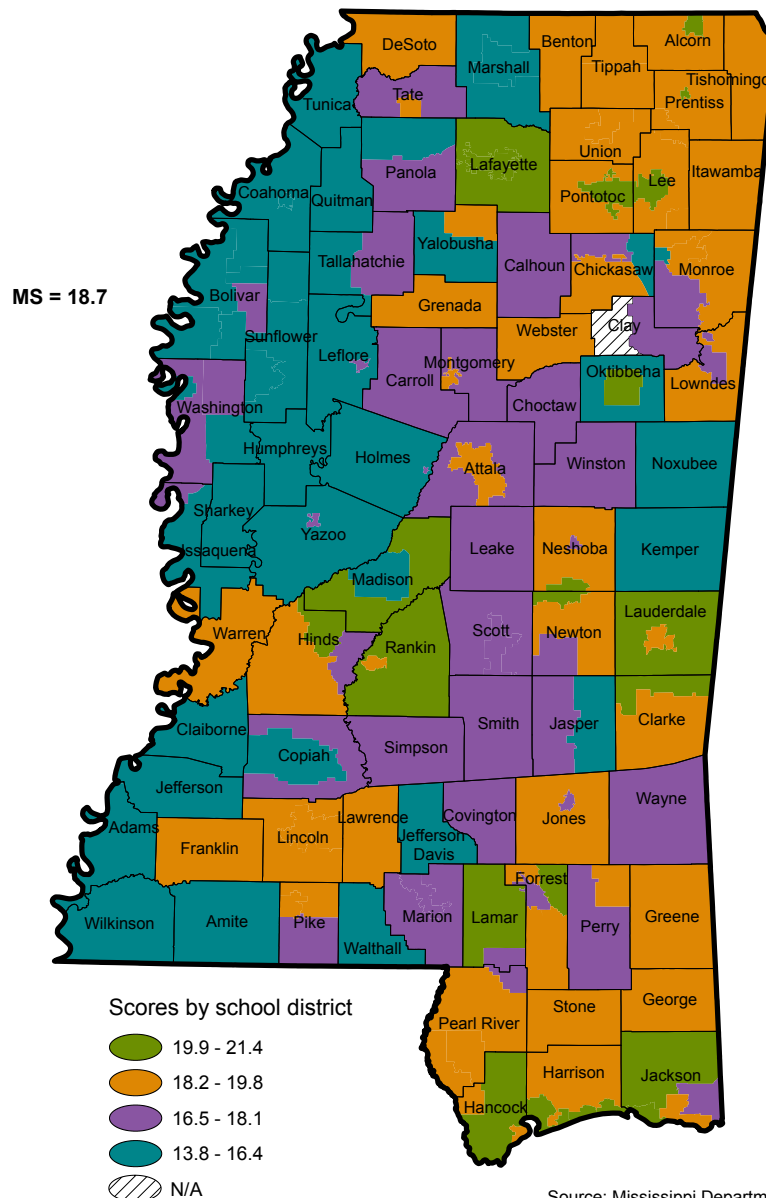 DeSoto
Benton
Alcorn
Marshall
Tippah
Tishomingo
Tate
Prentiss
Tunica
Union
Lafayette
Panola
Itawamba
Lee
Coahoma
Quitman
Pontotoc
Yalobusha
Tallahatchie
Calhoun
Chickasaw
Monroe
MS = 18.7
Bolivar
Grenada
Sunflower
Webster
Clay
Leflore
Montgomery
Oktibbeha
Carroll
Lowndes
Washington
Choctaw
Humphreys
Holmes
Attala
Winston
Noxubee
Sharkey
Yazoo
Issaquena
Leake
Neshoba
Kemper
Madison
Lauderdale
Warren
Hinds
Rankin
Scott
Newton
Claiborne
Copiah
Simpson
Smith
Jasper
Clarke
Jefferson
Adams
Lawrence
Covington
Wayne
Franklin
Lincoln
Jefferson
Davis
Jones
Forrest
Wilkinson
Amite
Pike
Walthall
Marion
Lamar
Perry
Greene
Scores by school district
Stone
George
Pearl River
19.9 - 21.4
18.2 - 19.8
Harrison
Jackson
Hancock
16.5 - 18.1
13.8 - 16.4
N/A
Source: Mississippi Departm